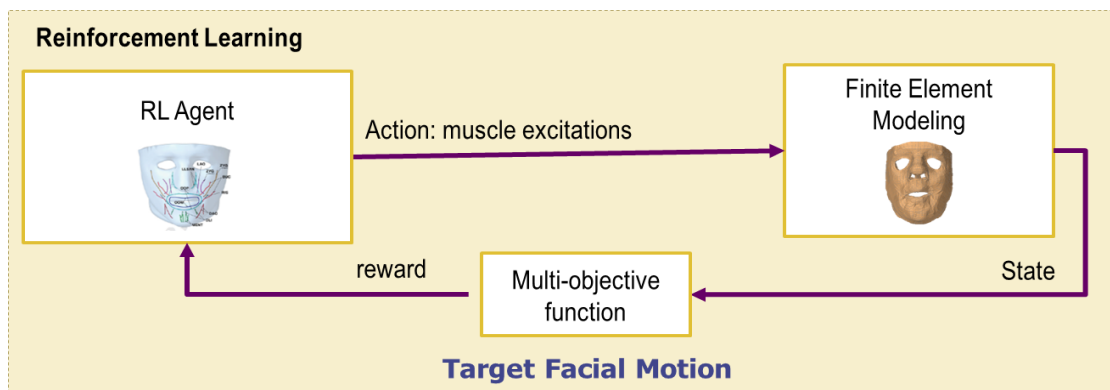 Reinforcement Learning
RL Agent
Action: muscle excitations
Finite Element
Modeling
reward
Multi-objective
function
State
Target Facial Motion